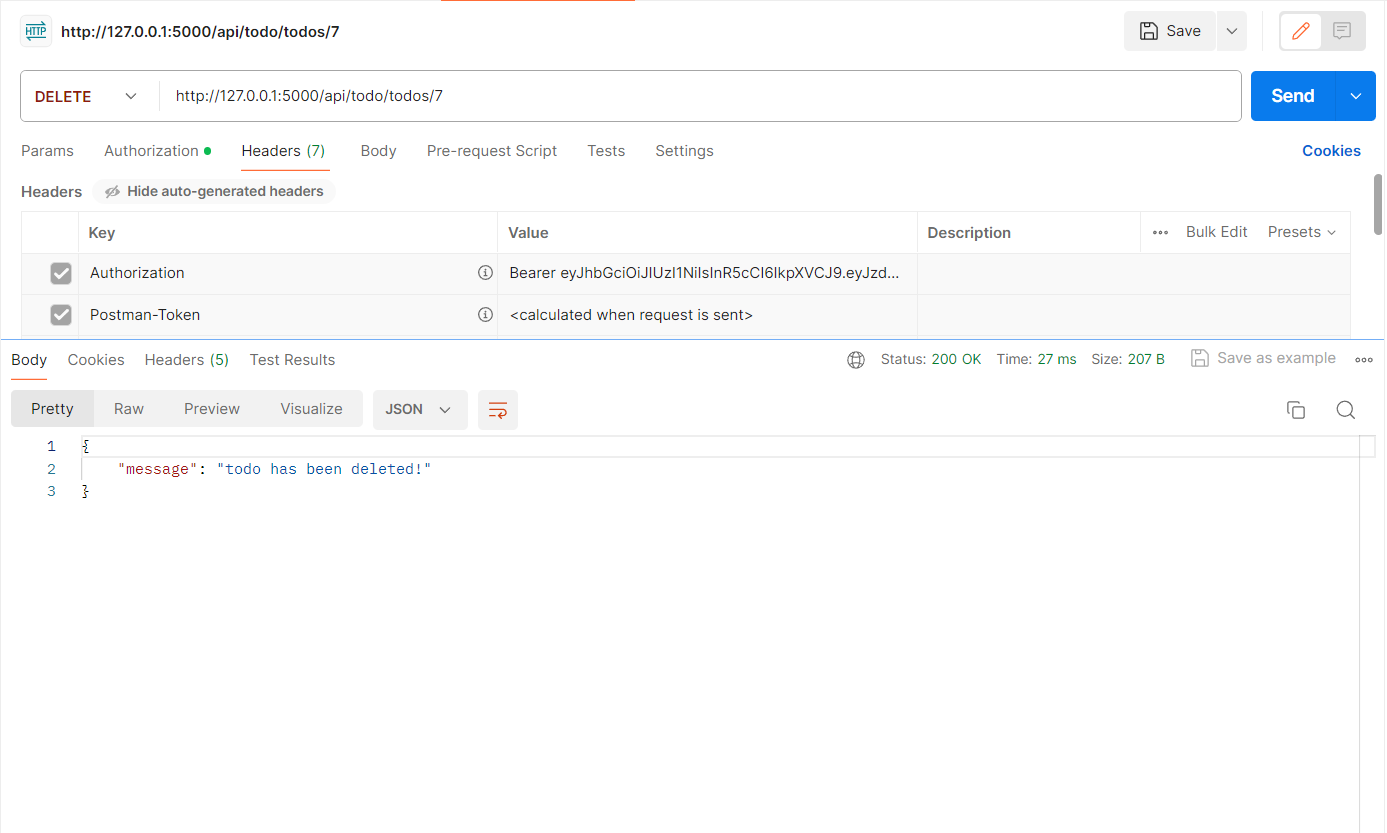 HTTP http://127.0.0.1:5000/api/todo/todos/7 Save
DELETE http://127.0.0.1:5000/api/todo/todos/7 Send
Params Authorization Headers (7) Body Pre-request Script Tests Settings Cookies
Headers Hide auto-generated headers
Key Value Description Bulk Edit Presets
Authorization Bearer eyJhbGciOiJIUzI1NiIsInR5cCI6IkpXVCJ9.eyJzd...
Postman-Token <calculated when request is sent>
Body Cookies Headers (5) Test Results Status: 200 OK Time: 27 ms Size: 207 B Save as example
Pretty Raw Preview Visualize JSON
1 {
2 "message": "todo has been deleted!"
3 }